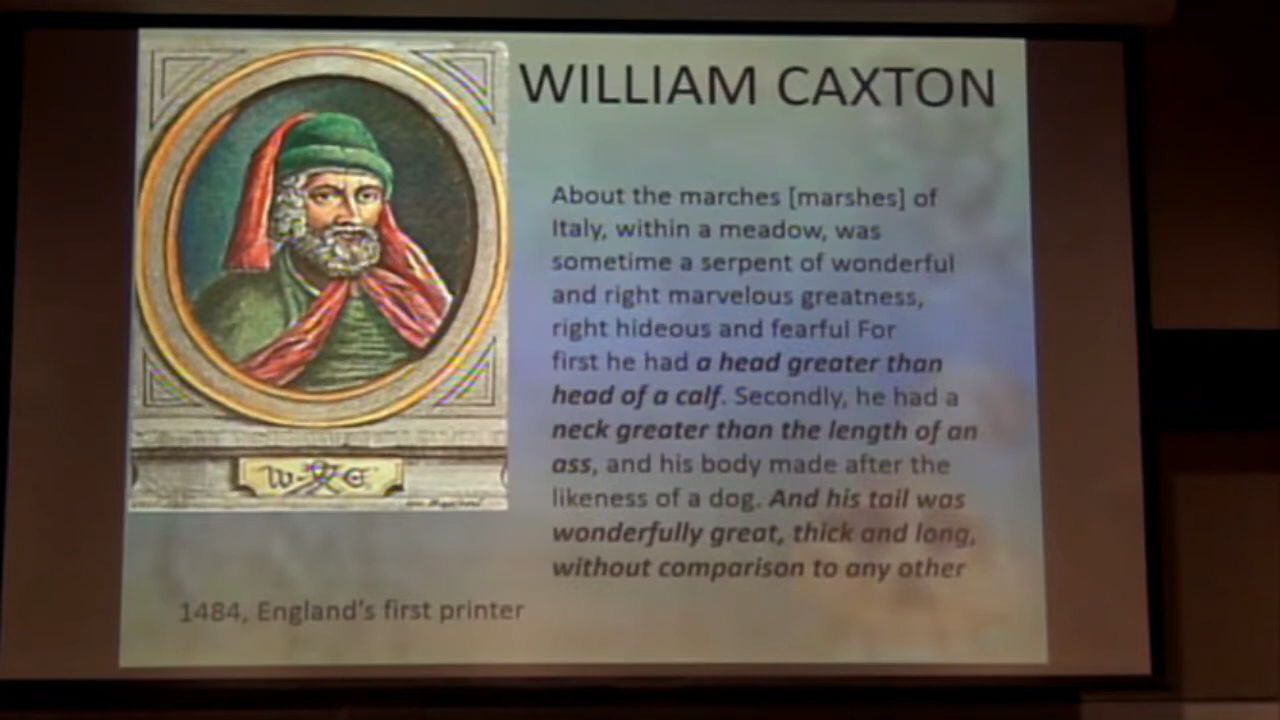 WILLIAM CAXTON
About the marches [marshes] of
Italy, within a meadow, was
sometime a serpent of wonderful
and right marvelous greatness,
right hideous and fearful For
first he had a head greater than
head of a calf. Secondly, he had a
neck greater than the length of an
ass, and his body made after the
likeness of a dog. And his tail was
wonderfully great, thick and long,
without comparison to any other
1484, England's first printer